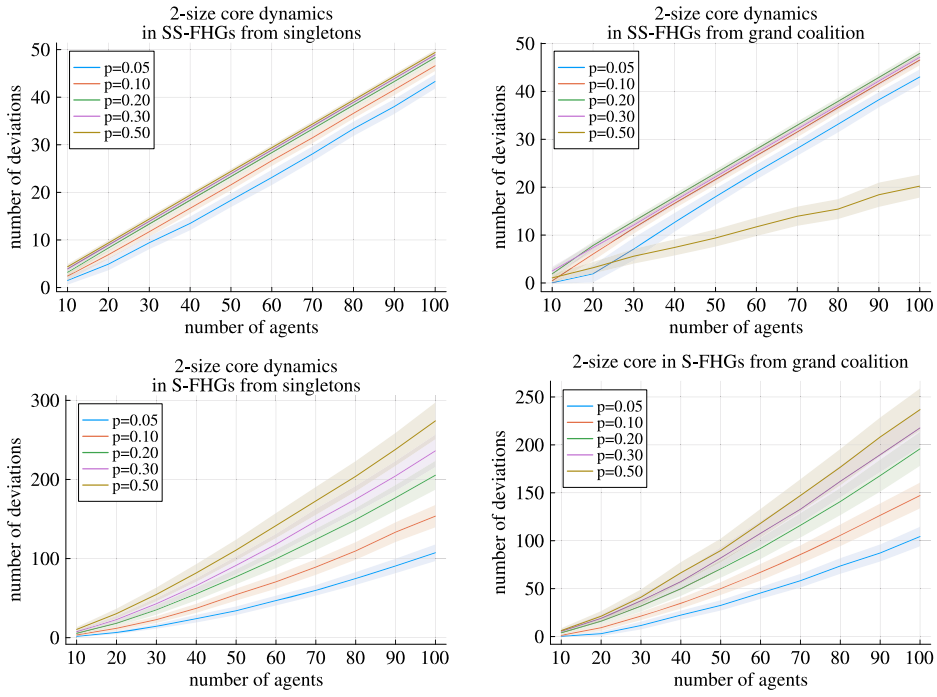 2-size core dynamics
in SS-FHGs from singletons
number of deviations
50
40
30
20
10
0
p=0.05
p=0.10
p=0.20
p=0.30
p=0.50
10 20 30 40 50 60 70 80 90 100
number of agents
2-size core dynamics
in SS-FHGs from grand coalition
number of deviations
50
40
30
20
10
0
p=0.05
p=0.10
p=0.20
p=0.30
p=0.50
10 20 30 40 50 60 70 80 90 100
number of agents
2-size core dynamics
in S-FHGs from singletons
number of deviations
300
200
100
0
p=0.05
p=0.10
p=0.20
p=0.30
p=0.50
10 20 30 40 50 60 70 80 90 100
number of agents
2-size core in S-FHGs from grand coalition
number of deviations
250
200
150
100
50
0
p=0.05
p=0.10
p=0.20
p=0.30
p=0.50
10 20 30 40 50 60 70 80 90 100
number of agents